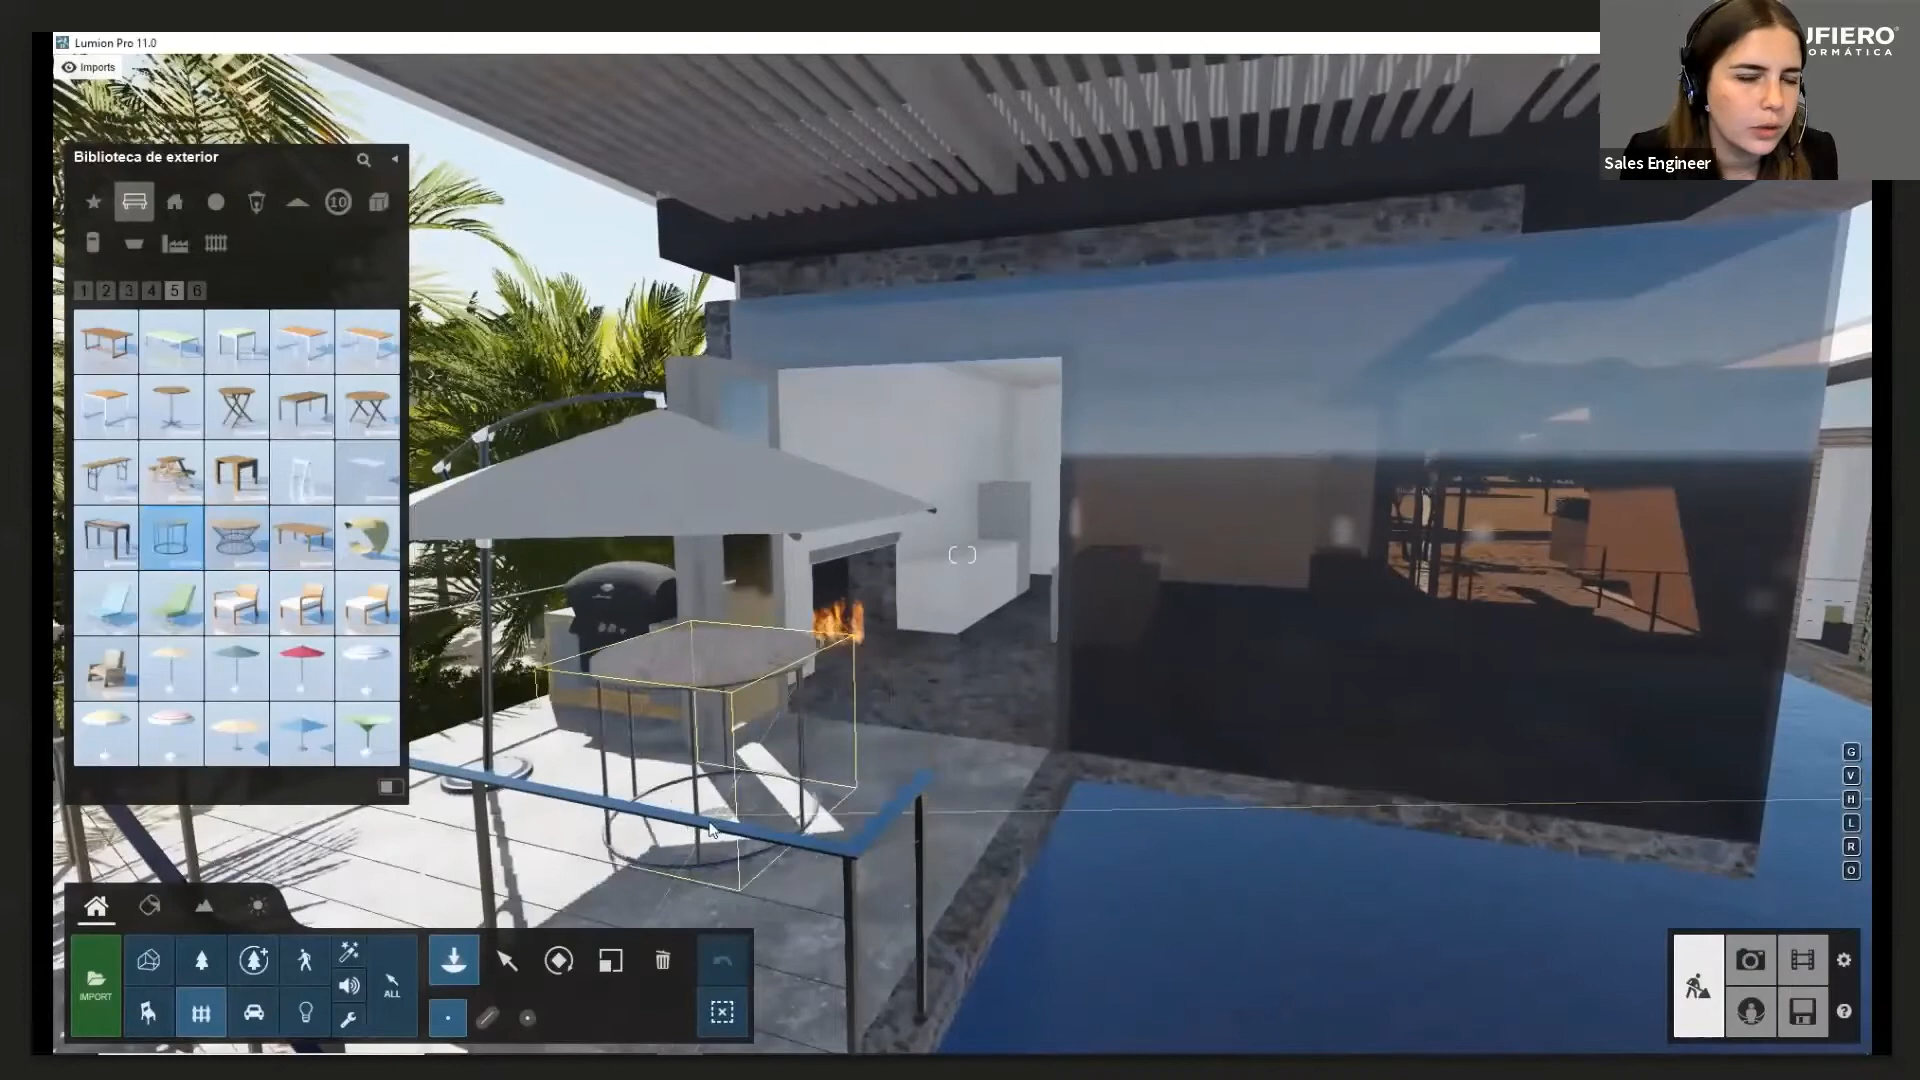 Lumion Pro 11.0
Imports
UFIERO®
ORMÁTICA
Sales Engineer
Biblioteca de exterior
10
1 2 3 4 5 6
G
V
H
L
R
O
IMPORT
ALL
?